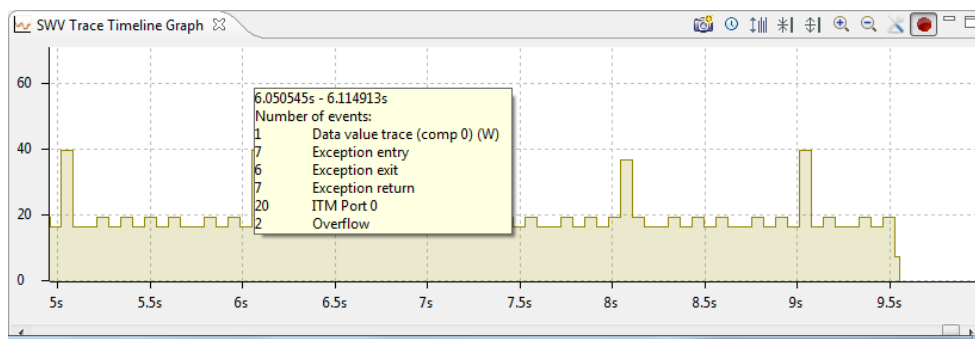 SWV Trace Timeline Graph
60
40
20
0
6.050545s - 6.114913s
Number of events:
1 Data value trace (comp 0) (W)
7 Exception entry
6 Exception exit
7 Exception return
20 ITM Port 0
2 Overflow
5s 5.5s 6s 6.5s 7s 7.5s 8s 8.5s 9s 9.5s